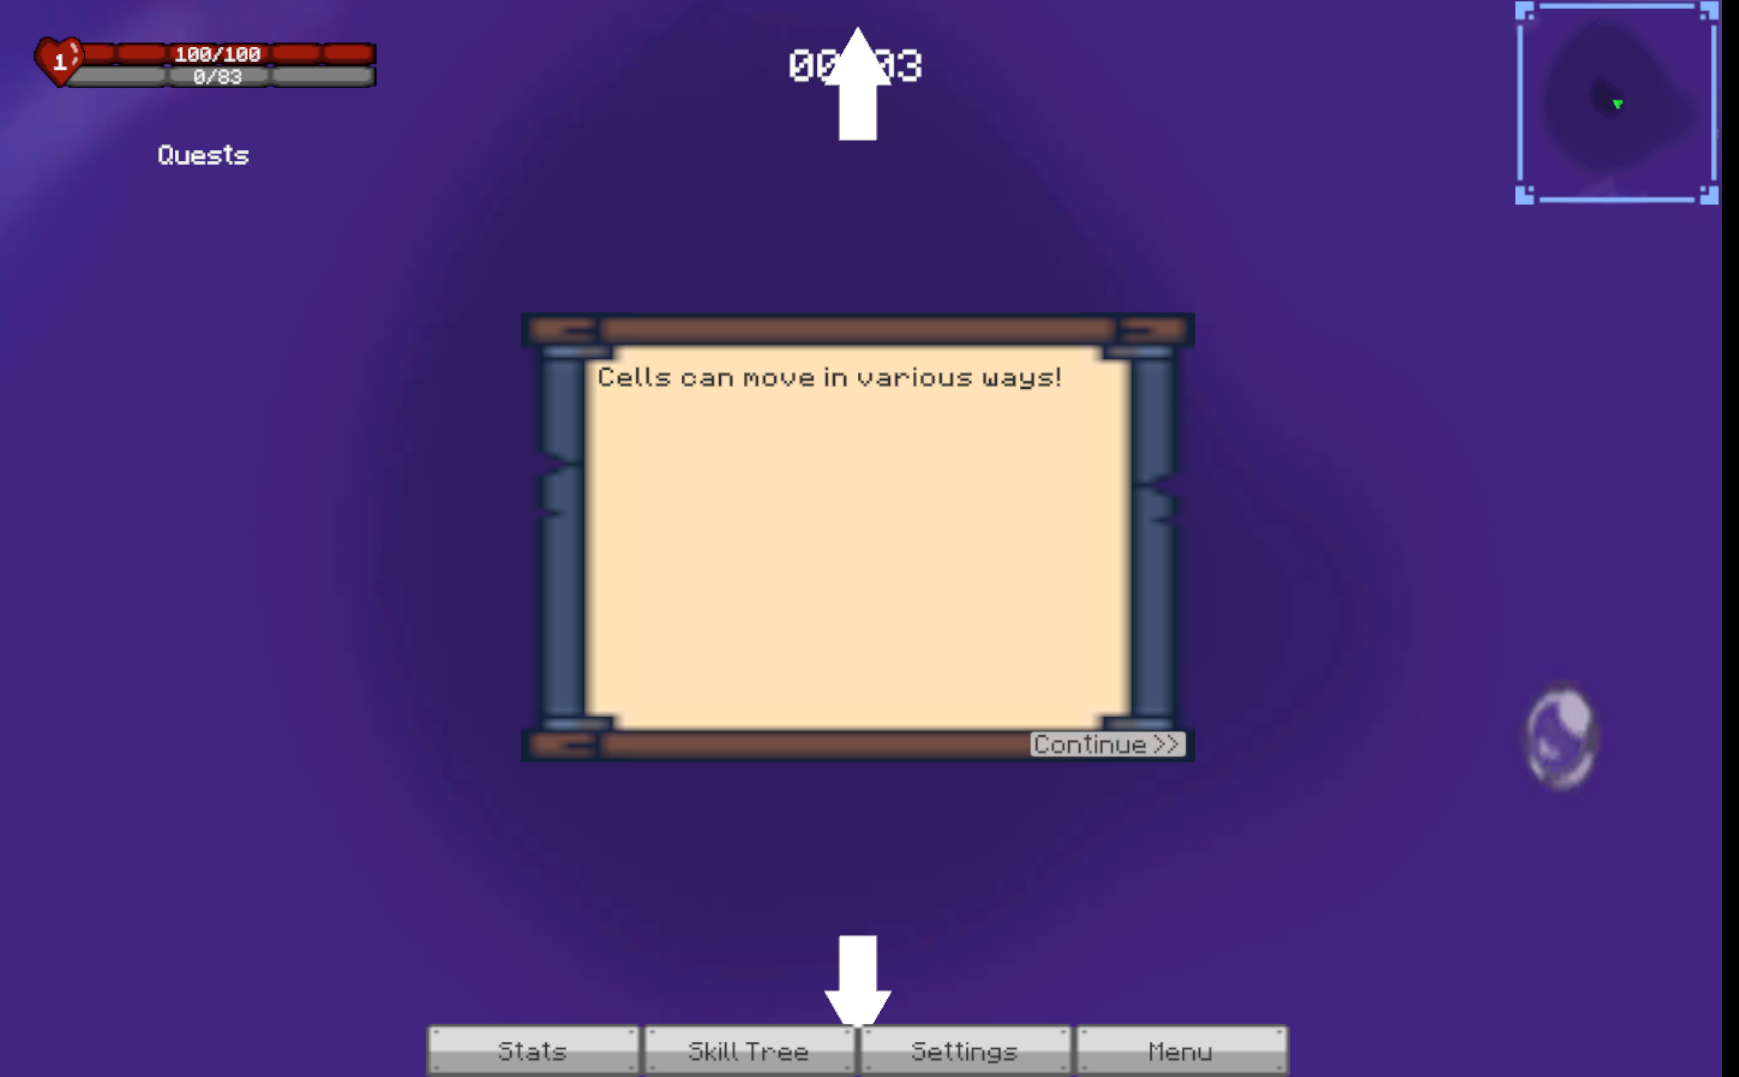 1
100/100
0/83
Quests
Cells can move in various ways!
Continue >>
Stats
Skill Tree
Settings
Menu